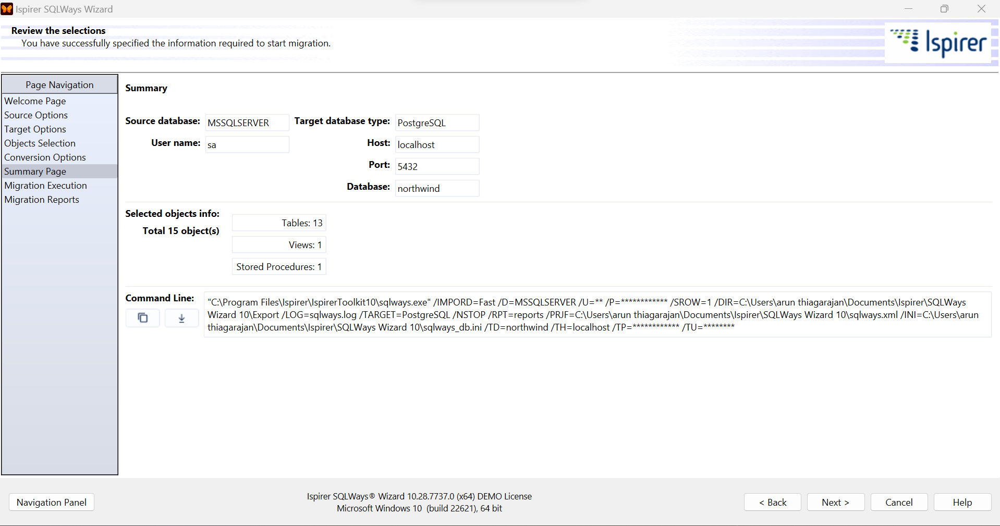 Ispirer SQLWays Wizard
Review the selections
You have successfully specified the information required to start migration.
Ispirer
Page Navigation
Welcome Page
Source Options
Target Options
Objects Selection
Conversion Options
Summary Page
Migration Execution
Migration Reports
Summary
Source database: MSSQLSERVER Target database type: PostgreSQL
User name: sa Host: localhost
Port: 5432
Database: northwind
Selected objects info:
Total 15 object(s)
Tables: 13
Views: 1
Stored Procedures: 1
Command Line:
"C:\Program Files\Ispirer\IspirerToolkit10\sqlways.exe" /IMPORD=Fast /D=MSSQLSERVER /U=** /P=************ /SROW=1 /DIR=C:\Users\arun thiagarajan\Documents\Ispirer\SQLWays
Wizard 10\Export /LOG=sqlways.log /TARGET=PostgreSQL /NSTOP /RPT=reports /PRJF=C:\Users\arun thiagarajan\Documents\Ispirer\SQLWays Wizard 10\sqlways.xml /INI=C:\Users\arun
thiagarajan\Documents\Ispirer\SQLWays Wizard 10\sqlways_db.ini /TD=northwind /TH=localhost /TP=************ /TU=********
Navigation Panel
Ispirer SQLWays® Wizard 10.28.7737.0 (x64) DEMO License
Microsoft Windows 10 (build 22621), 64 bit
< Back
Next >
Cancel
Help